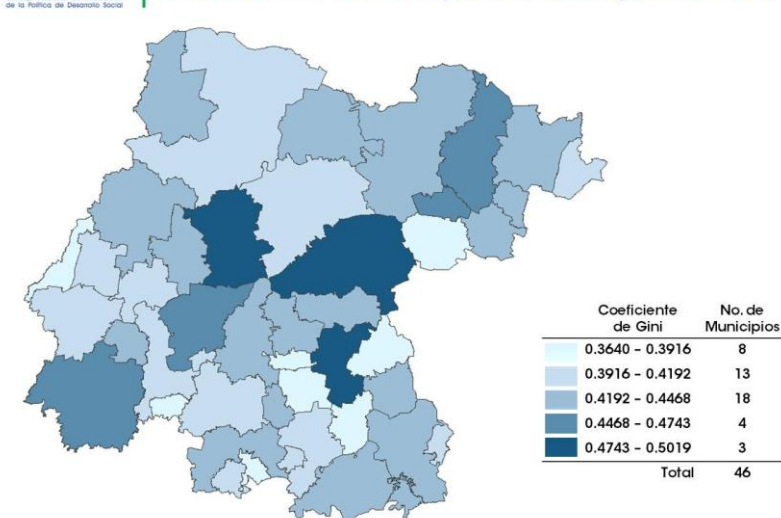 de la Política de Desarrollo Social
Coeficiente No. de
de Gini Municipios
0.3640 - 0.3916 8
0.3916 - 0.4192 13
0.4192 - 0.4468 18
0.4468 - 0.4743 4
0.4743 - 0.5019 3
Total 46